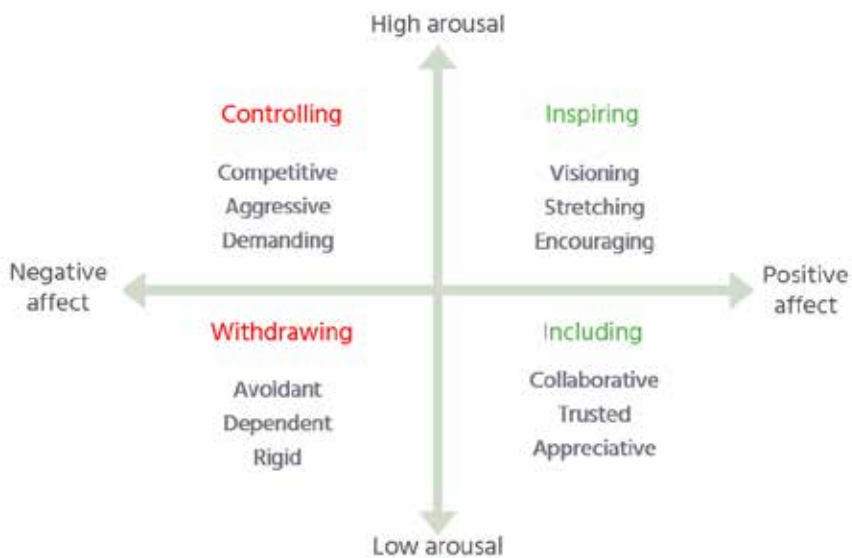 High arousal
Controlling
Inspiring
Competitive
Aggressive
Demanding
Visioning
Stretching
Encouraging
Negative
affect
Positive
affect
Withdrawing
Including
Avoidant
Dependent
Rigid
Collaborative
Trusted
Appreciative
Low arousal